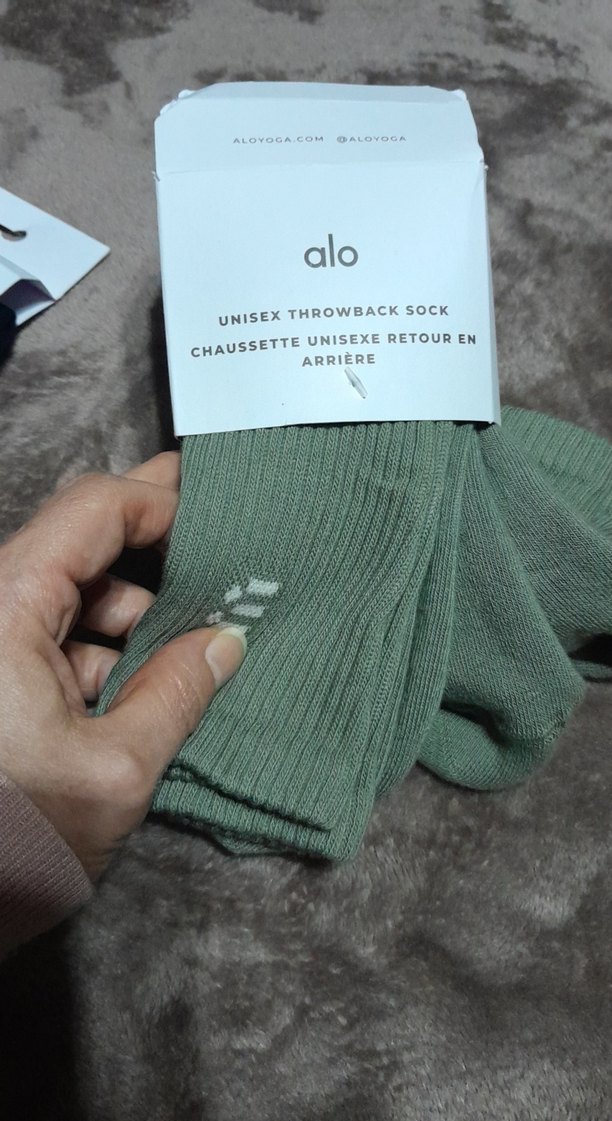 ALOYOGA.COM @ALOYOGA
alo
UNISEX THROWBACK SOCK
CHAUSSETTE UNISEXE RETOUR EN
ARRIÈRE